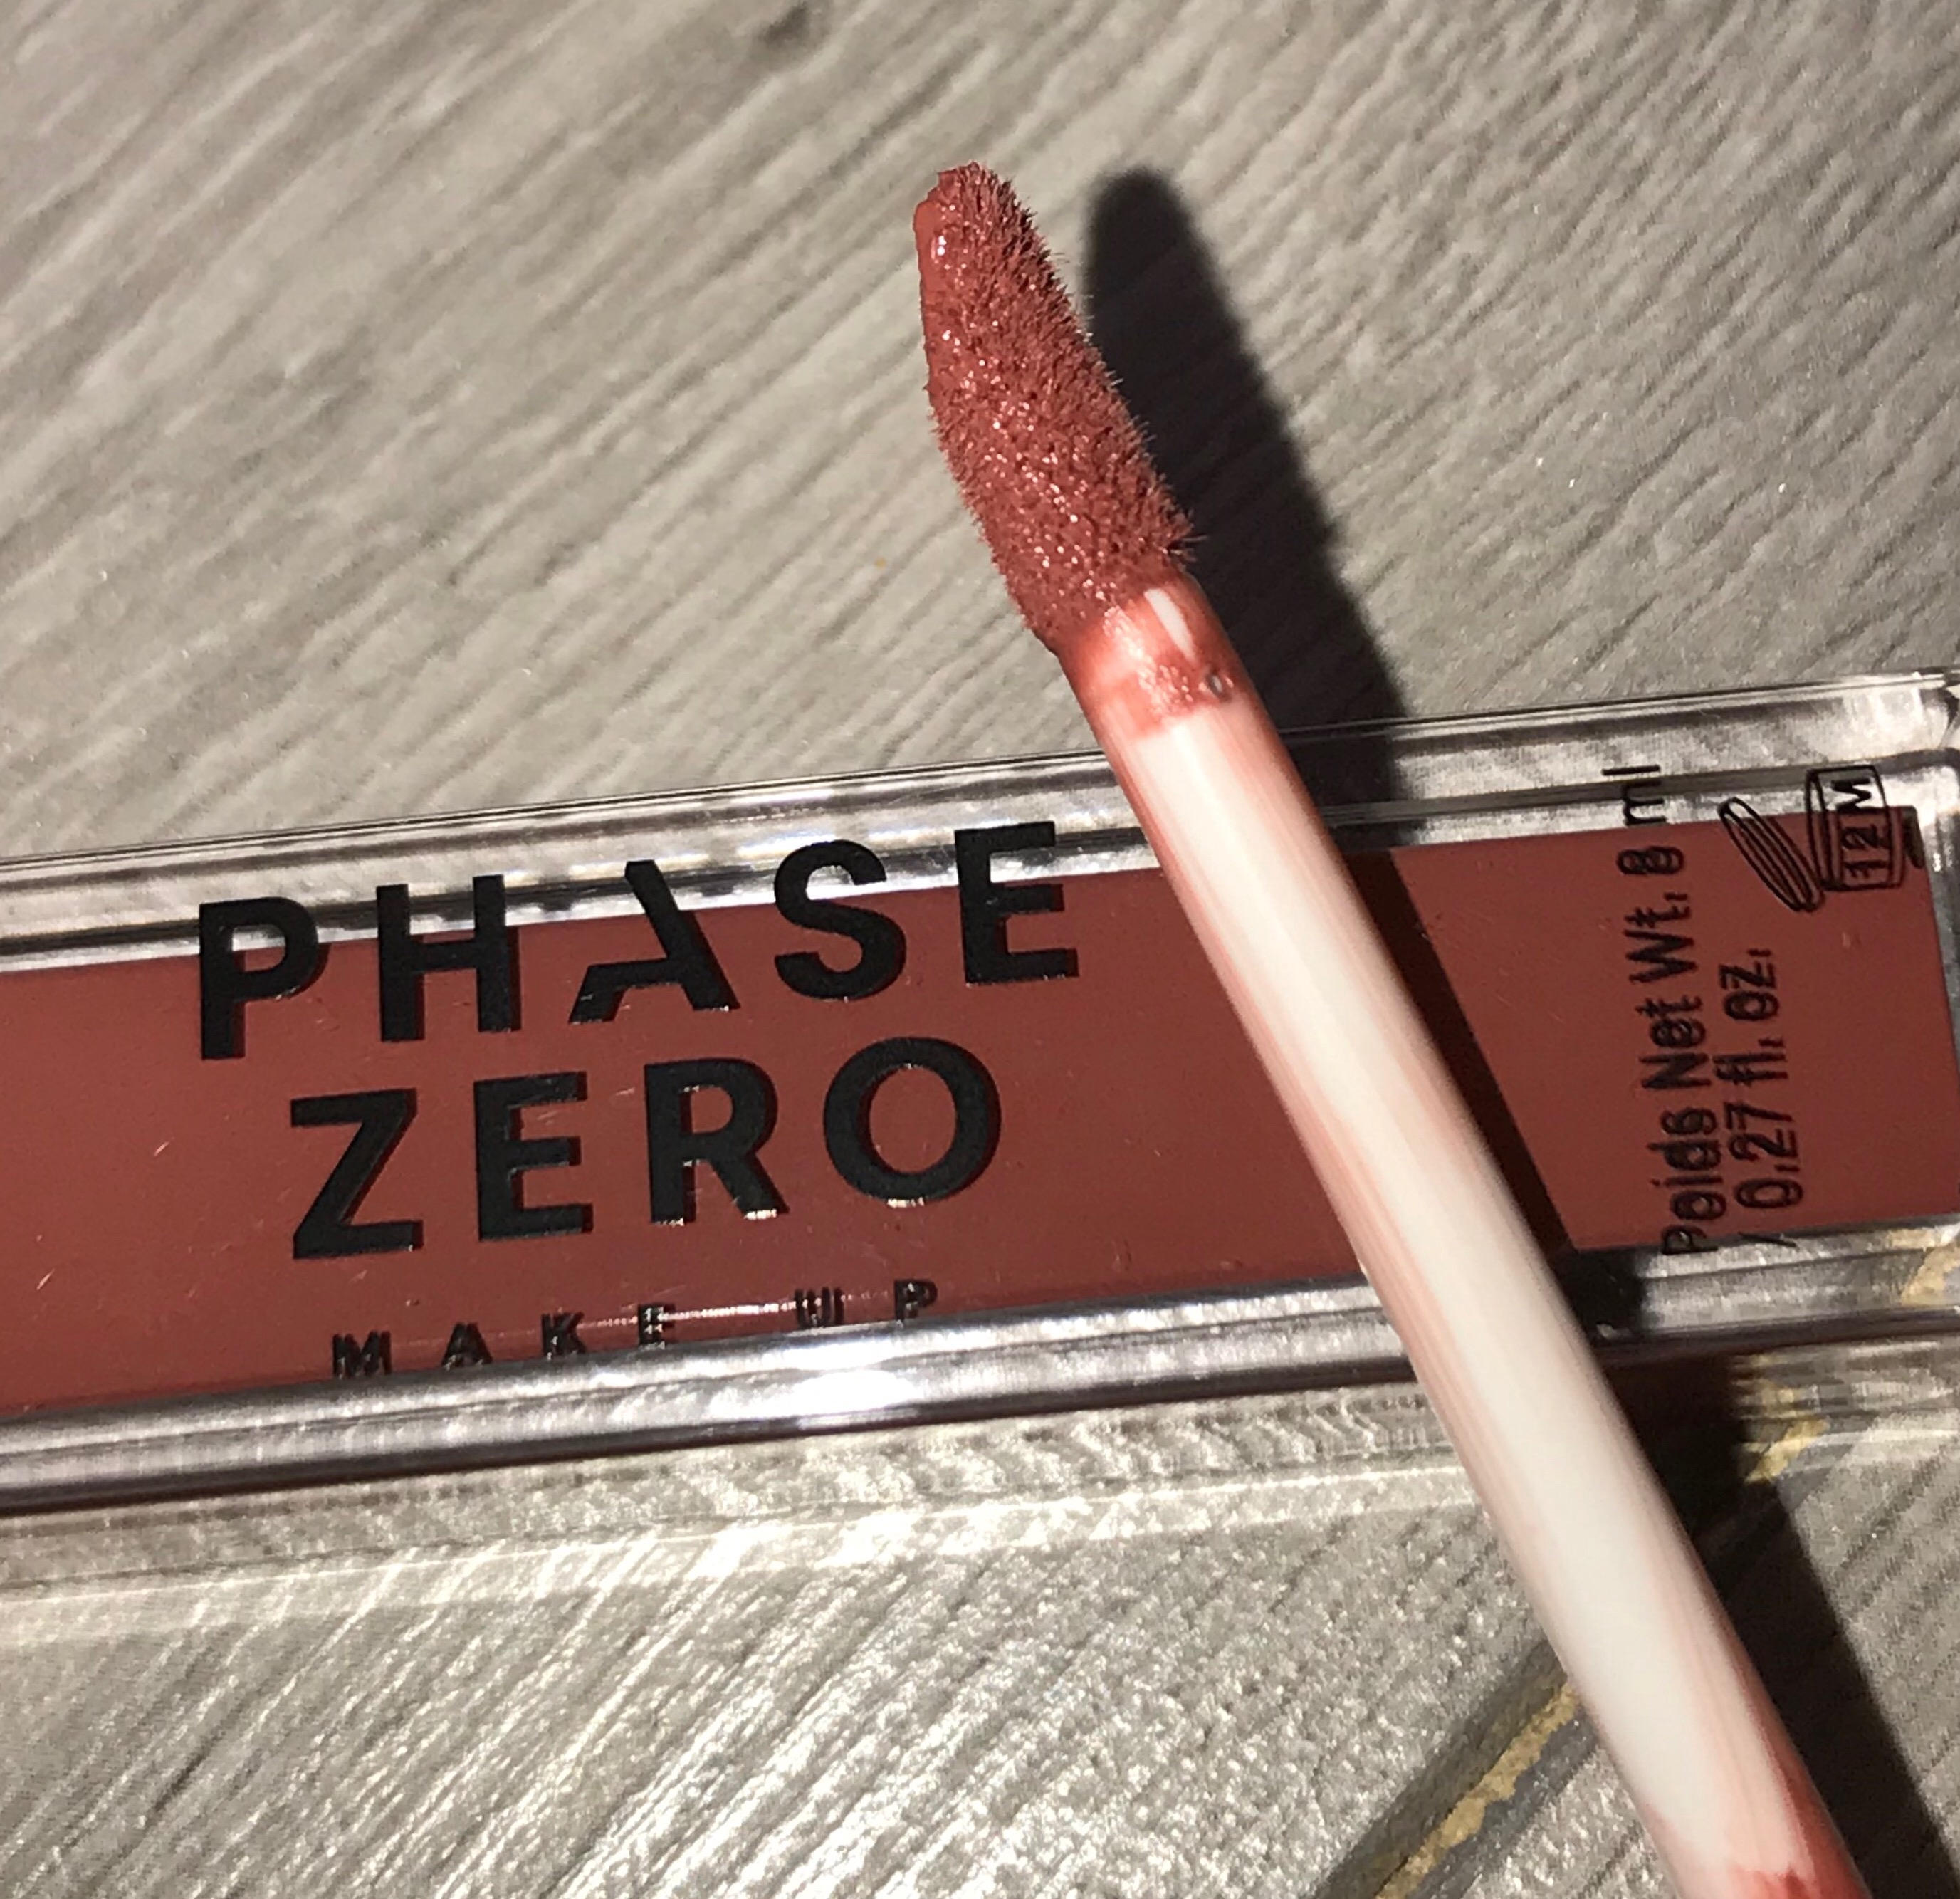 PHASE
ZERO
MAKE UP
Poids Net Wt. 8 ml
/ 0.27 fl. oz.
12M